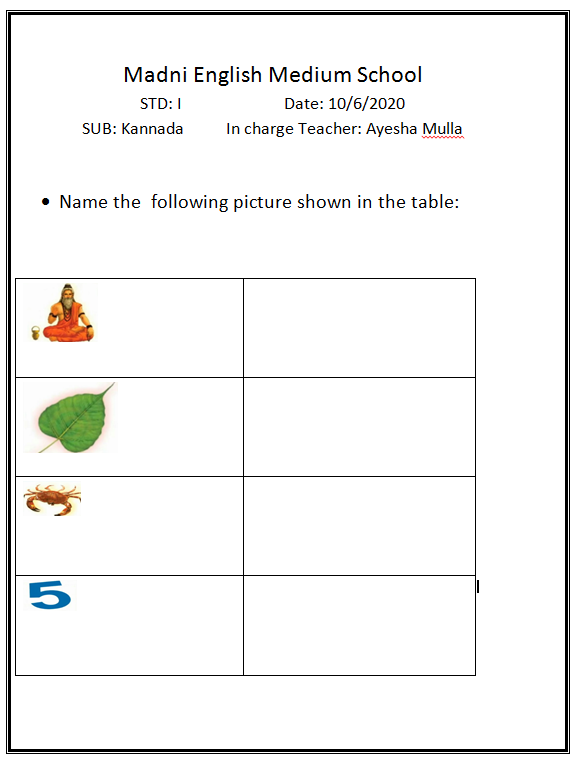 Madni English Medium School
STD: I Date: 10/6/2020
SUB: Kannada In charge Teacher: Ayesha Mulla
• Name the following picture shown in the table:
5